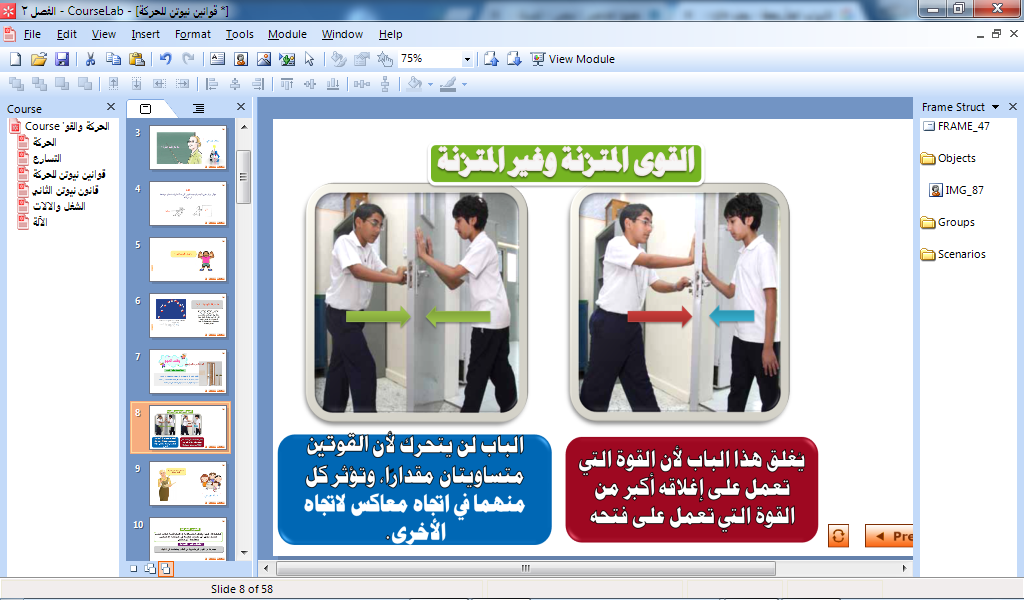 الفصل ٢ - CourseLab - [قوانين نيوتن للحركة *]
File Edit View Insert Format Tools Module Window Help
75% View Module
Course
Course 'الحركة والقو
الحركة
التسارع
قوانين نيوتن للحركة
قانون نيوتن الثاني
الشغل والالات
الآلة
3
4
5
6
7
8
9
10
القوى المتزنة وغير المتزنة
يغلق هذا الباب لأن القوة التي
تعمل على إغلاقه أكبر من
القوة التي تعمل على فتحه
الباب لن يتحرك لأن القوتين
متساويتان مقدارًا، وتؤثر كل
منهما في اتجاه معاكس لاتجاه
الأخرى.
Pre
Frame Struct
FRAME_47
Objects
IMG_87
Groups
Scenarios
Slide 8 of 58